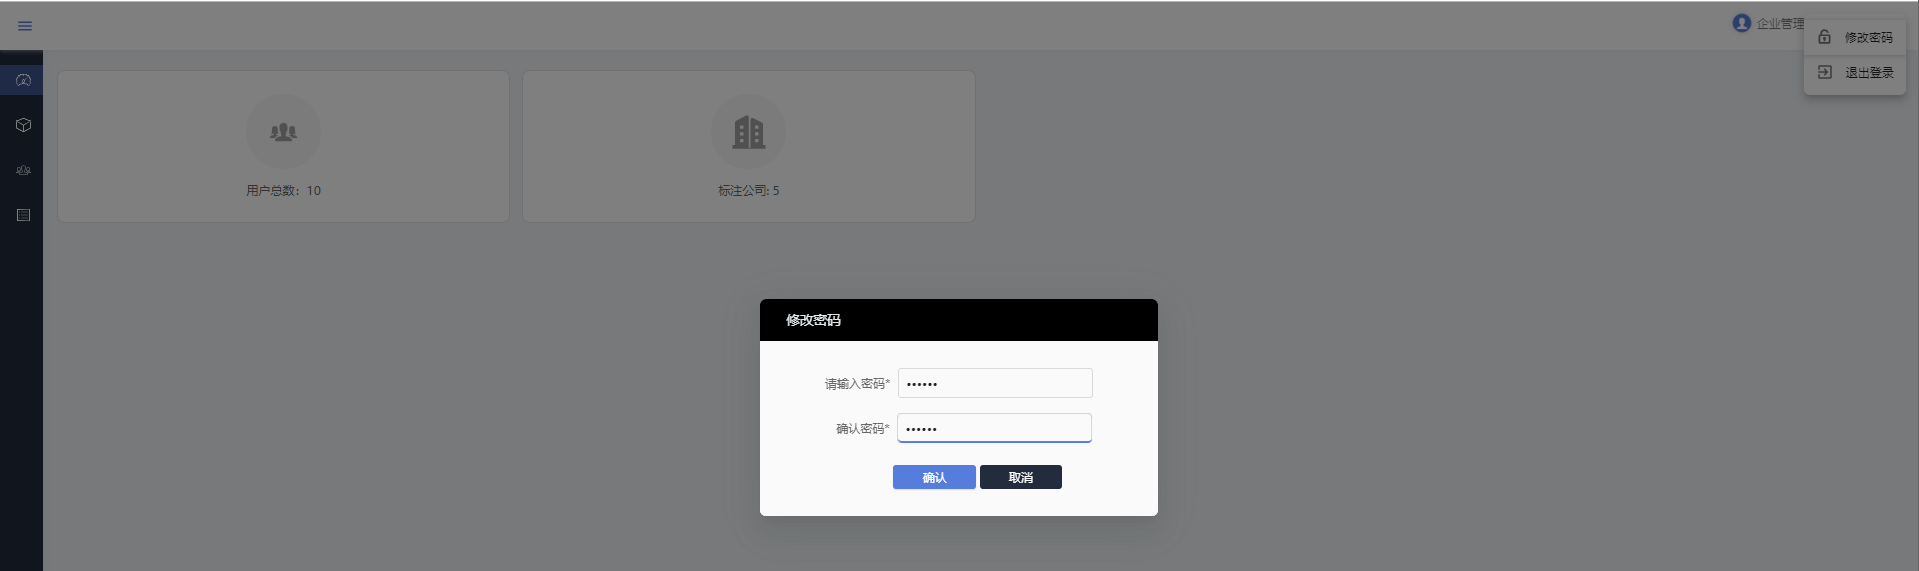 企业管理
修改密码
退出登录
用户总数：10
标注公司: 5
修改密码
请输入密码* ••••••
确认密码* ••••••
确认 取消